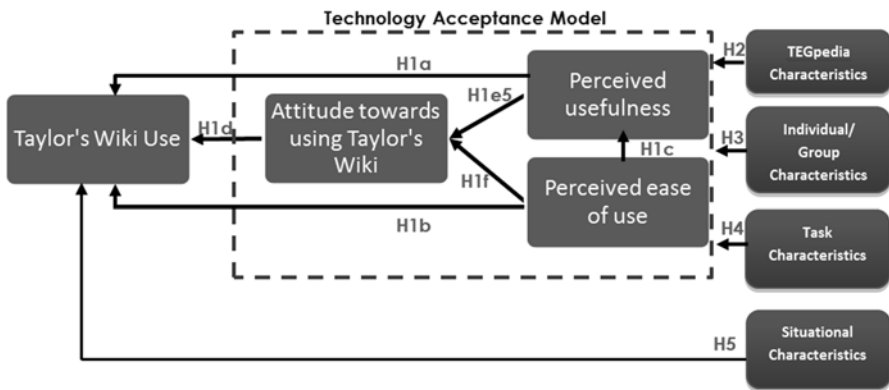 Technology Acceptance Model
H1a
Perceived
usefulness
H2
TEGpedia
Characteristics
Taylor's Wiki Use
H1d
Attitude towards
using Taylor's
Wiki
H1e5
H1c
H3
Individual/
Group
Characteristics
H1f
Perceived ease
of use
H1b
H4
Task
Characteristics
H5
Situational
Characteristics